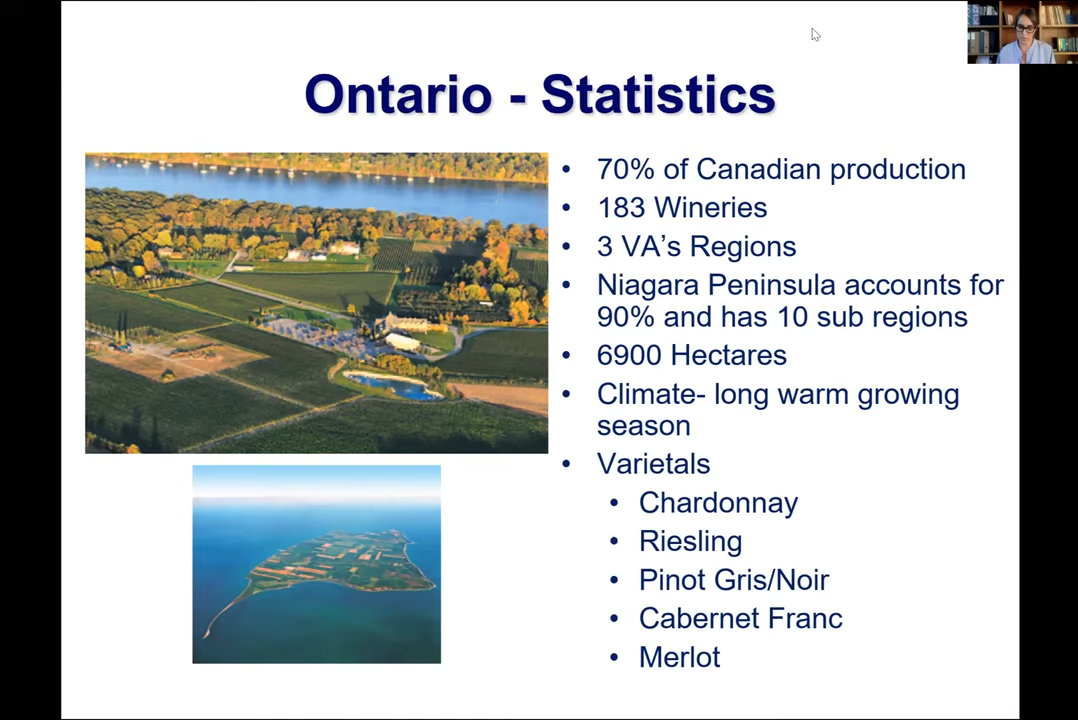 Ontario - Statistics
• 70% of Canadian production
• 183 Wineries
• 3 VA’s Regions
• Niagara Peninsula accounts for
90% and has 10 sub regions
• 6900 Hectares
• Climate- long warm growing
season
• Varietals
• Chardonnay
• Riesling
• Pinot Gris/Noir
• Cabernet Franc
• Merlot